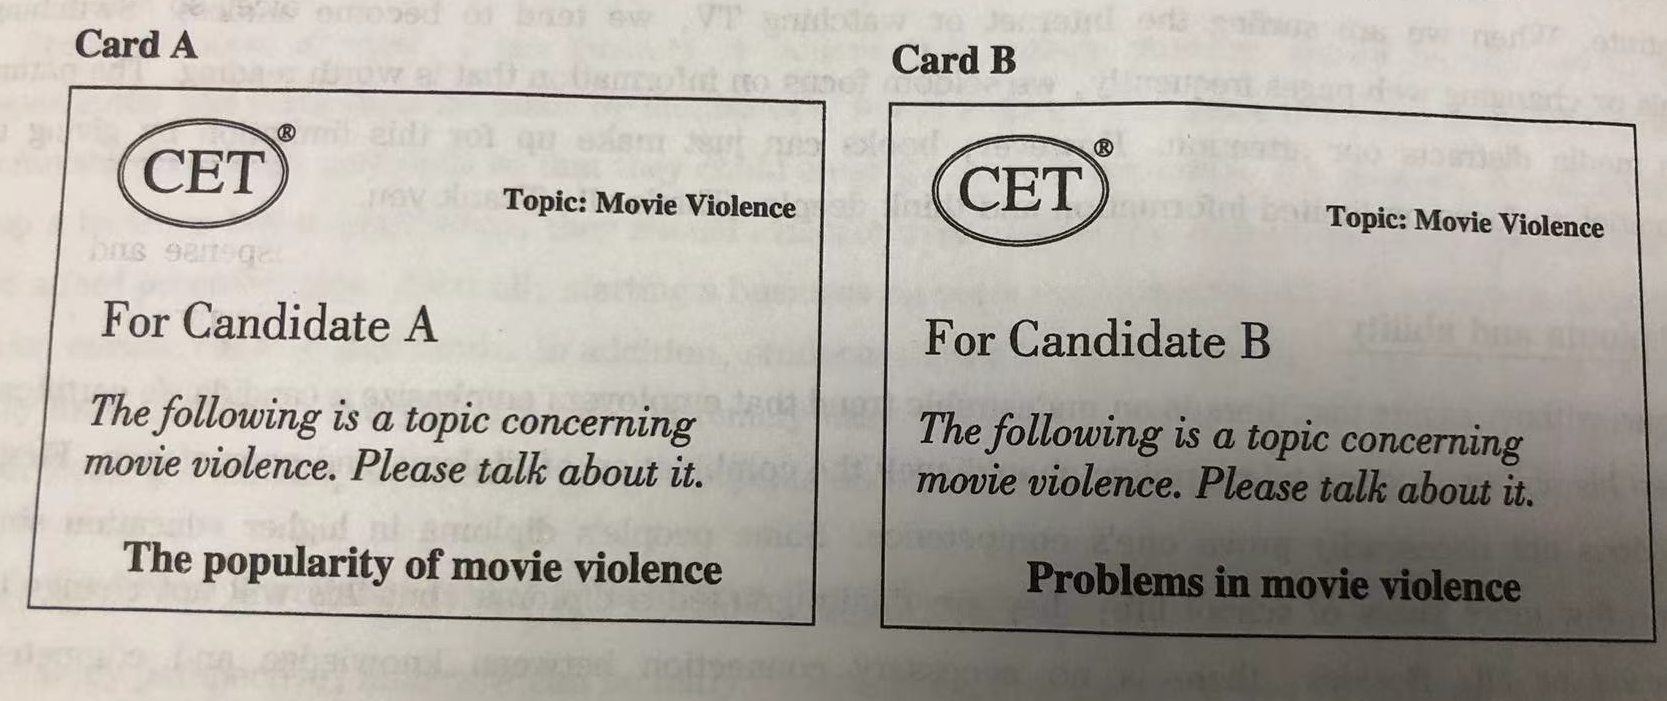 Card A
CET®
Topic: Movie Violence
For Candidate A
The following is a topic concerning
movie violence. Please talk about it.
The popularity of movie violence
Card B
CET®
Topic: Movie Violence
For Candidate B
The following is a topic concerning
movie violence. Please talk about it.
Problems in movie violence